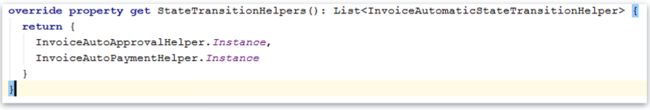 override property get StateTransitionHelpers(): List<InvoiceAutomaticStateTransitionHelper> {
return {
InvoiceAutoApprovalHelper.Instance,
InvoiceAutoPaymentHelper.Instance
}
}